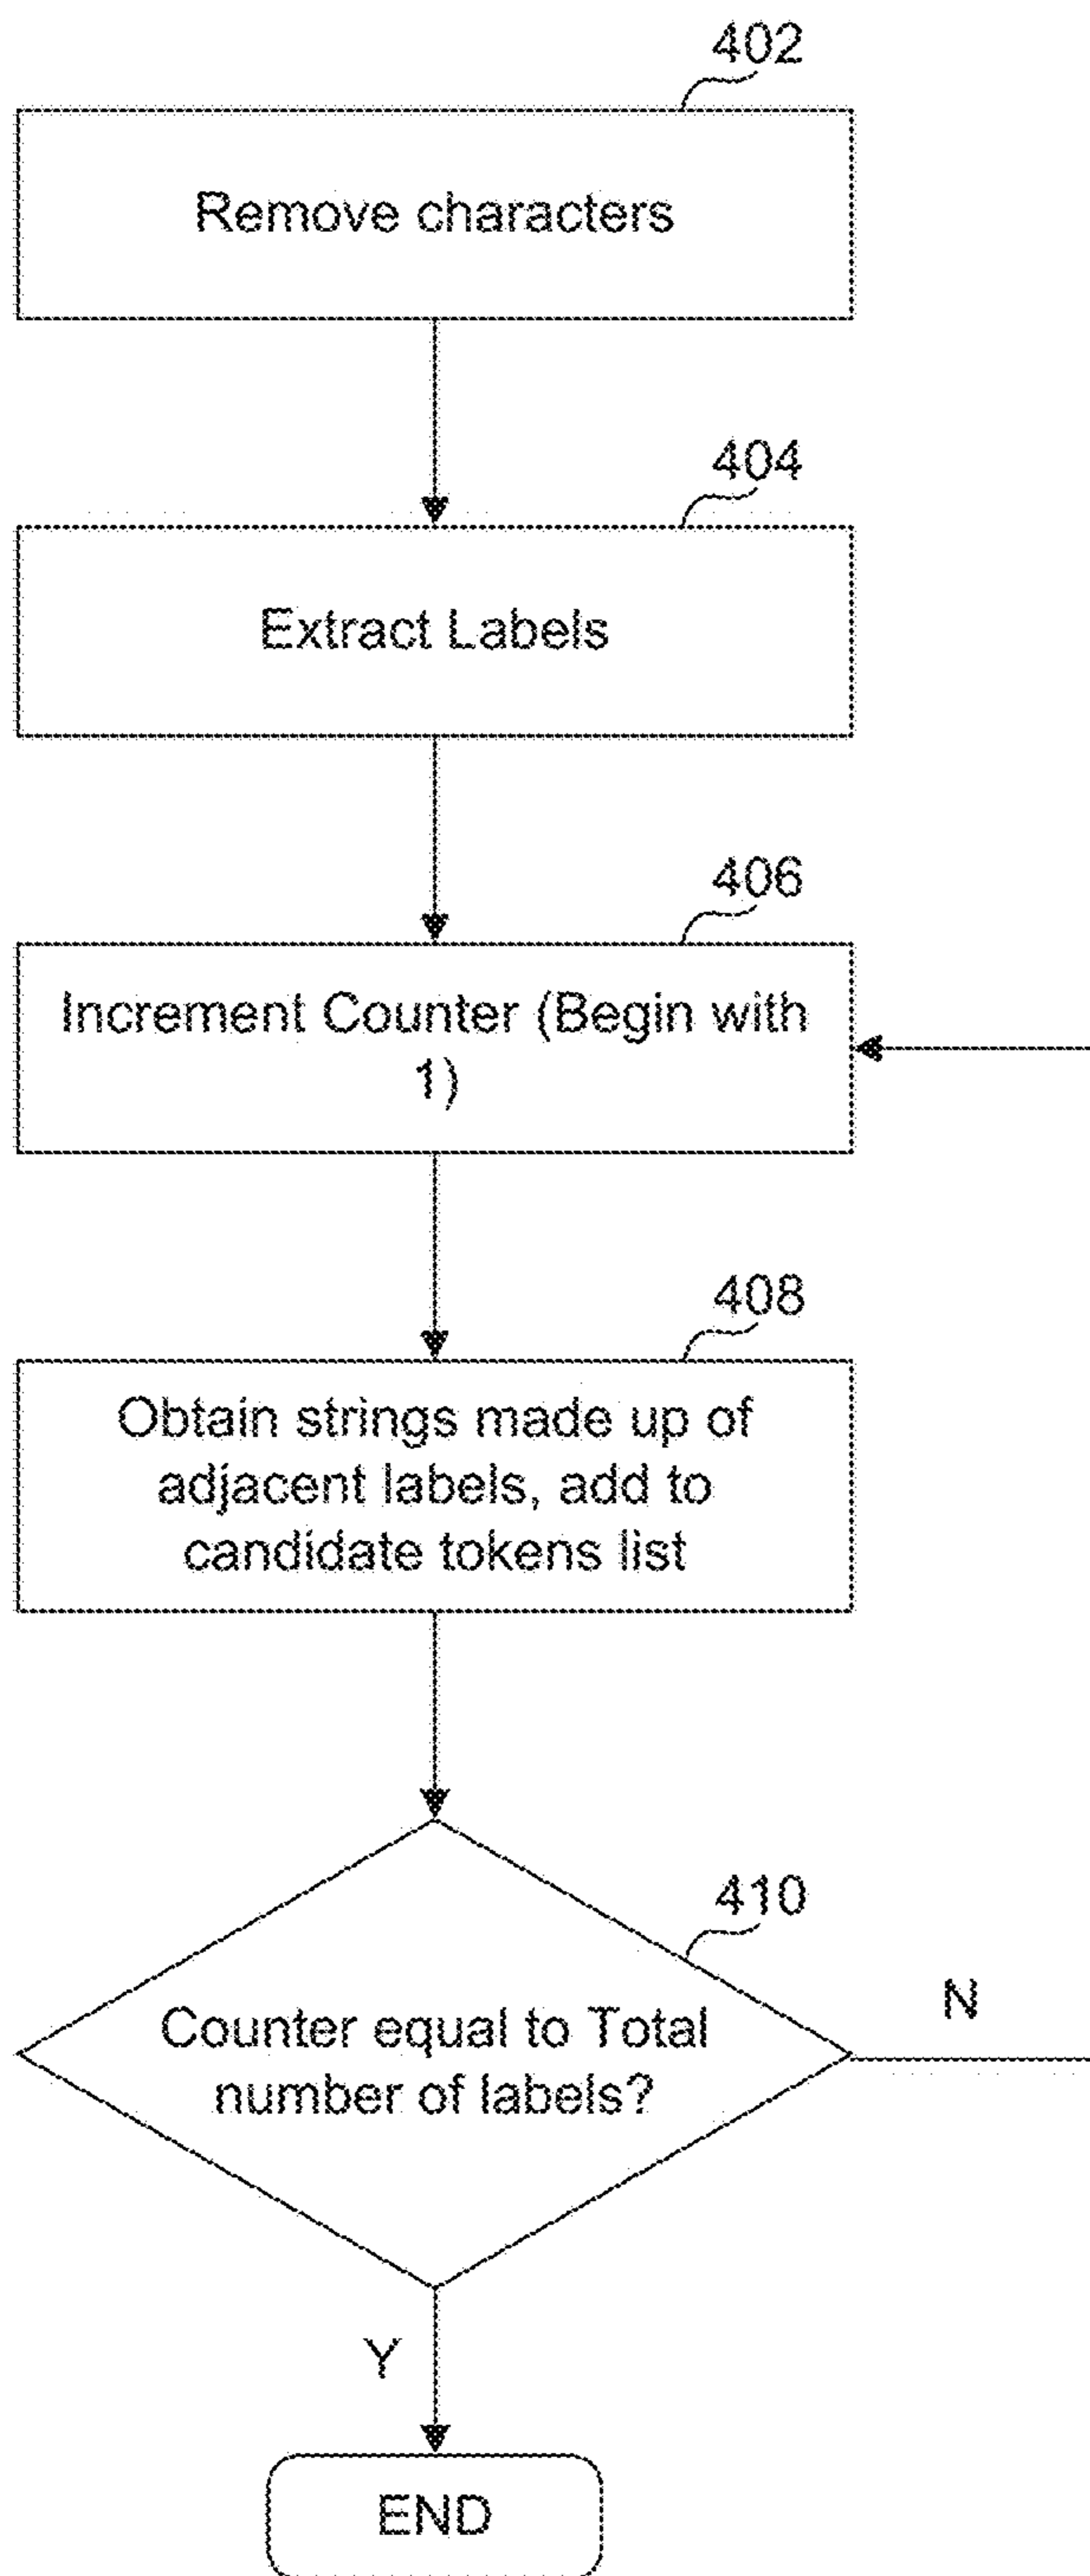 402
Remove characters
404
Extract Labels
406
Increment Counter (Begin with
1)
408
Obtain strings made up of
adjacent labels, add to
candidate tokens list
410
Counter equal to Total
number of labels?
N
Y
END